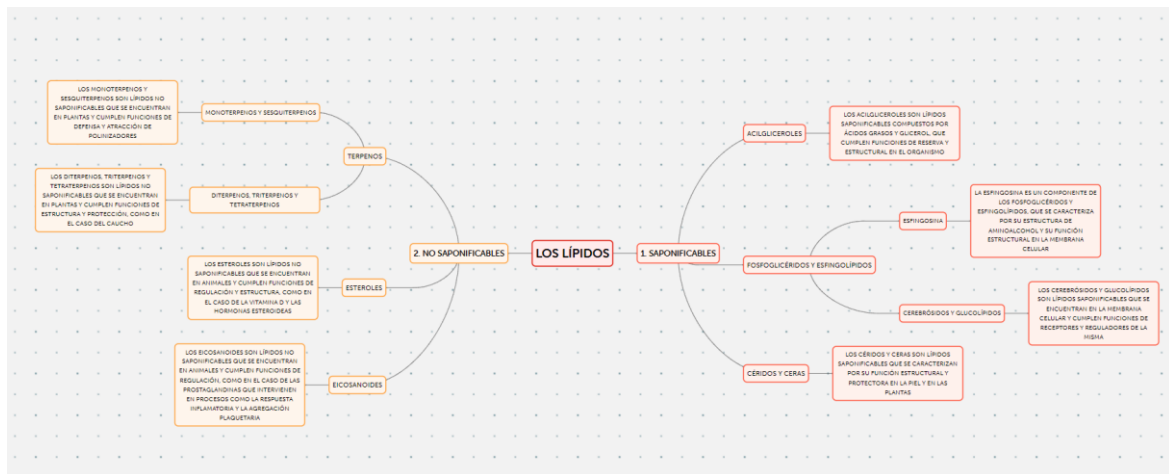 LOS LÍPIDOS
1. SAPONIFICABLES
ACILGLICEROLES
LOS ACILGLICEROLES SON LÍPIDOS
SAPONIFICABLES COMPUESTOS POR
ÁCIDOS GRASOS Y GLICEROL, QUE
CUMPLEN FUNCIONES DE RESERVA Y
ESTRUCTURAL EN EL ORGANISMO
FOSFOGLICÉRIDOS Y ESFINGOLÍPIDOS
ESFINGOSINA
LA ESFINGOSINA ES UN COMPONENTE DE
LOS FOSFOGLICÉRIDOS Y
ESFINGOLÍPIDOS, QUE SE CARACTERIZA
POR SU ESTRUCTURA DE
AMINOALCOHOL Y SU FUNCIÓN
ESTRUCTURAL EN LA MEMBRANA
CELULAR
CEREBRÓSIDOS Y GLUCOLÍPIDOS
LOS CEREBRÓSIDOS Y GLUCOLÍPIDOS
SON LÍPIDOS SAPONIFICABLES QUE SE
ENCUENTRAN EN LA MEMBRANA
CELULAR Y CUMPLEN FUNCIONES DE
RECEPTORES Y REGULADORES DE LA
MISMA
CÉRIDOS Y CERAS
LOS CÉRIDOS Y CERAS SON LÍPIDOS
SAPONIFICABLES QUE SE CARACTERIZAN
POR SU FUNCIÓN ESTRUCTURAL Y
PROTECTORA EN LA PIEL Y EN LAS
PLANTAS
2. NO SAPONIFICABLES
TERPENOS
MONOTERPENOS Y SESQUITERPENOS
LOS MONOTERPENOS Y
SESQUITERPENOS SON LÍPIDOS NO
SAPONIFICABLES QUE SE ENCUENTRAN
EN PLANTAS Y CUMPLEN FUNCIONES DE
DEFENSA Y ATRACCIÓN DE
POLINIZADORES
DITERPENOS, TRITERPENOS Y
TETRATERPENOS
LOS DITERPENOS, TRITERPENOS Y
TETRATERPENOS SON LÍPIDOS NO
SAPONIFICABLES QUE SE ENCUENTRAN
EN PLANTAS Y CUMPLEN FUNCIONES DE
ESTRUCTURA Y PROTECCIÓN, COMO EN
EL CASO DEL CAUCHO
ESTEROLES
LOS ESTEROLES SON LÍPIDOS NO
SAPONIFICABLES QUE SE ENCUENTRAN
EN ANIMALES Y CUMPLEN FUNCIONES DE
REGULACIÓN Y ESTRUCTURA, COMO EN
EL CASO DE LA VITAMINA D Y LAS
HORMONAS ESTEROIDEAS
EICOSANOIDES
LOS EICOSANOIDES SON LÍPIDOS NO
SAPONIFICABLES QUE SE ENCUENTRAN
EN ANIMALES Y CUMPLEN FUNCIONES DE
REGULACIÓN, COMO EN EL CASO DE LAS
PROSTAGLANDINAS QUE INTERVIENEN
EN PROCESOS COMO LA RESPUESTA
INFLAMATORIA Y LA AGREGACIÓN
PLAQUETARIA